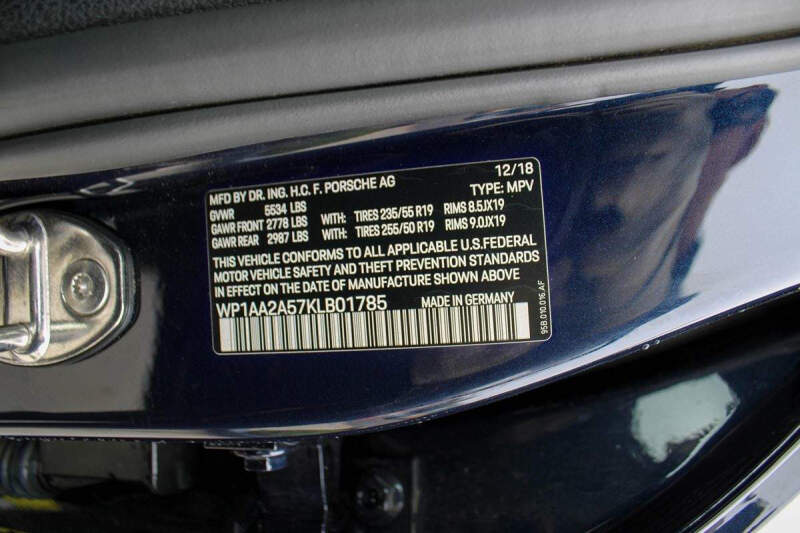 MFD BY DR. ING. H.C. F. PORSCHE AG 12/18
GVWR 5534 LBS TYPE: MPV
GAWR FRONT 2778 LBS WITH: TIRES 235/55 R19 RIMS 8.5JX19
GAWR REAR 2987 LBS WITH: TIRES 255/50 R19 RIMS 9.0JX19
THIS VEHICLE CONFORMS TO ALL APPLICABLE U.S.FEDERAL
MOTOR VEHICLE SAFETY AND THEFT PREVENTION STANDARDS
IN EFFECT ON THE DATE OF MANUFACTURE SHOWN ABOVE
WP1AA2A57KLB01785 MADE IN GERMANY
95B.010.016.AF